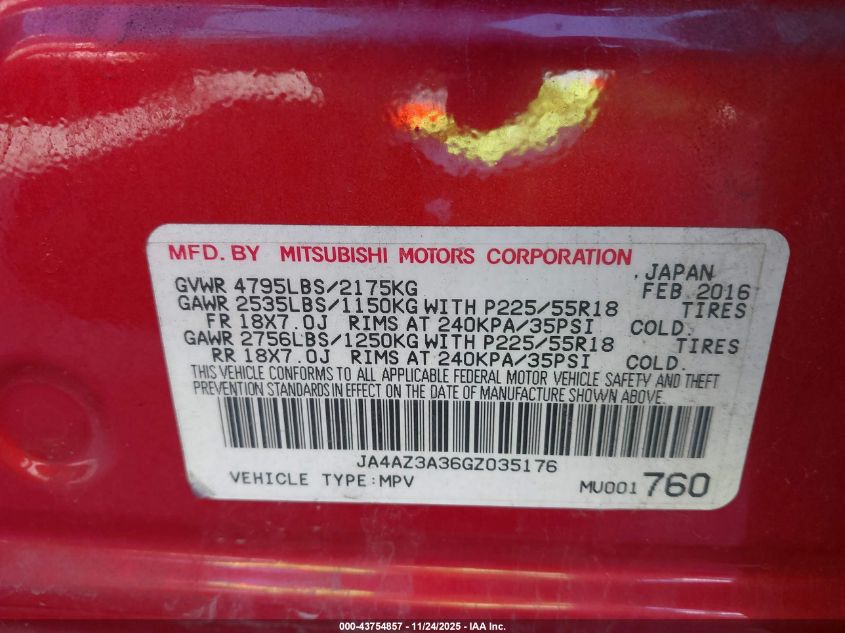 MFD. BY MITSUBISHI MOTORS CORPORATION
, JAPAN
GVWR 4795LBS/2175KG FEB 2016
GAWR 2535LBS/1150KG WITH P225/55R18 TIRES
FR 18X7.0J RIMS AT 240KPA/35PSI COLD.
GAWR 2756LBS/1250KG WITH P225/55R18 TIRES
RR 18X7.0J RIMS AT 240KPA/35PSI COLD.
THIS VEHICLE CONFORMS TO ALL APPLICABLE FEDERAL MOTOR VEHICLE SAFETY AND THEFT
PREVENTION STANDARDS IN EFFECT ON THE DATE OF MANUFACTURE SHOWN ABOVE.
JA4AZ3A36GZ035176
VEHICLE TYPE:MPV MU001760
000-43754857 - 11/24/2025 - IAA Inc.